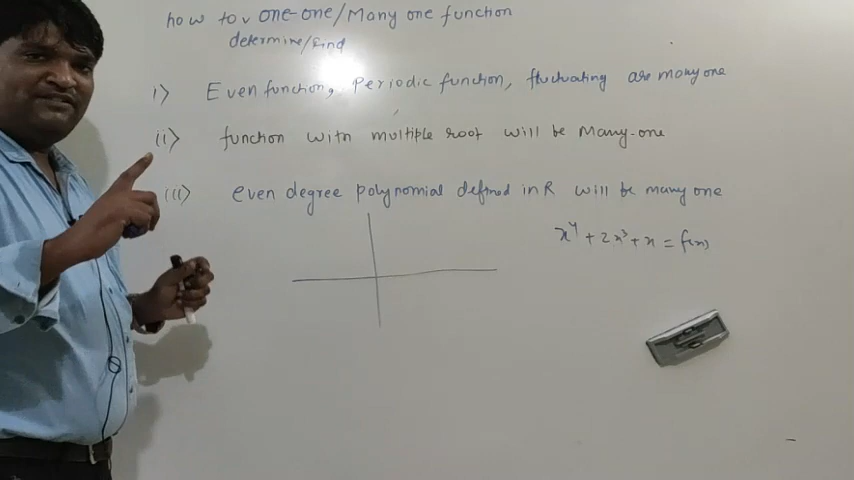 how to ˅ one-one/Many one function
determine/find
i) Even function, Periodic function, fluctuating are many one
ii) function with multiple root will be Many-one
iii) even degree polynomial defined in R will be many one
x⁴ + 2x³ + x = f(x)